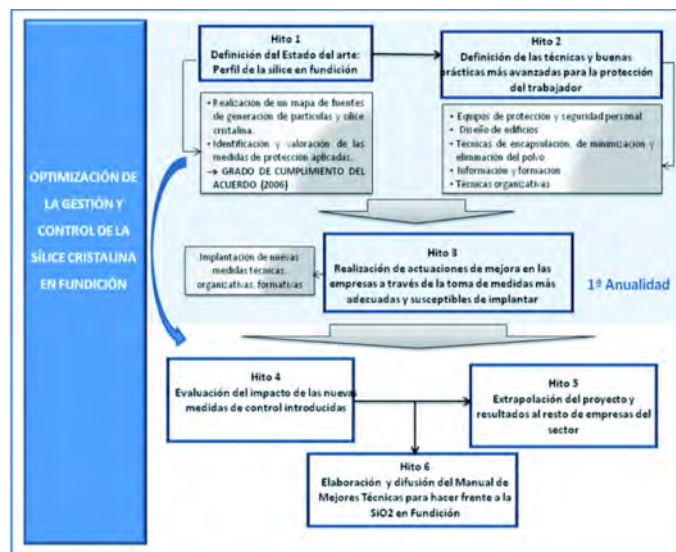 OPTIMIZACIÓN DE
LA GESTIÓN Y
CONTROL DE LA
SÍLICE CRISTALINA
EN FUNDICIÓN
Hito 1
Definición del Estado del arte:
Perfil de la sílice en fundición
Hito 2
Definición de las técnicas y buenas
prácticas más avanzadas para la protección
del trabajador
• Realización de un mapa de fuentes
de generación de partículas y sílice
cristalina.
• Identificación y valoración de las
medidas de protección aplicadas.
→ GRADO DE CUMPLIMIENTO DEL
ACUERDO (2006)
• Equipos de protección y seguridad personal
• Diseño de edificios
• Técnicas de encapsulación, de minimización y
eliminación del polvo
• Información y formación
• Técnicas organizativas
Implantación de nuevas
medidas técnicas,
organizativas, formativas
Hito 3
Realización de actuaciones de mejora en las
empresas a través de la toma de medidas más
adecuadas y susceptibles de implantar
1ª Anualidad
Hito 4
Evaluación del impacto de las nuevas
medidas de control introducidas
Hito 5
Extrapolación del proyecto y
resultados al resto de empresas del
sector
Hito 6
Elaboración y difusión del Manual de
Mejores Técnicas para hacer frente a la
SiO2 en Fundición